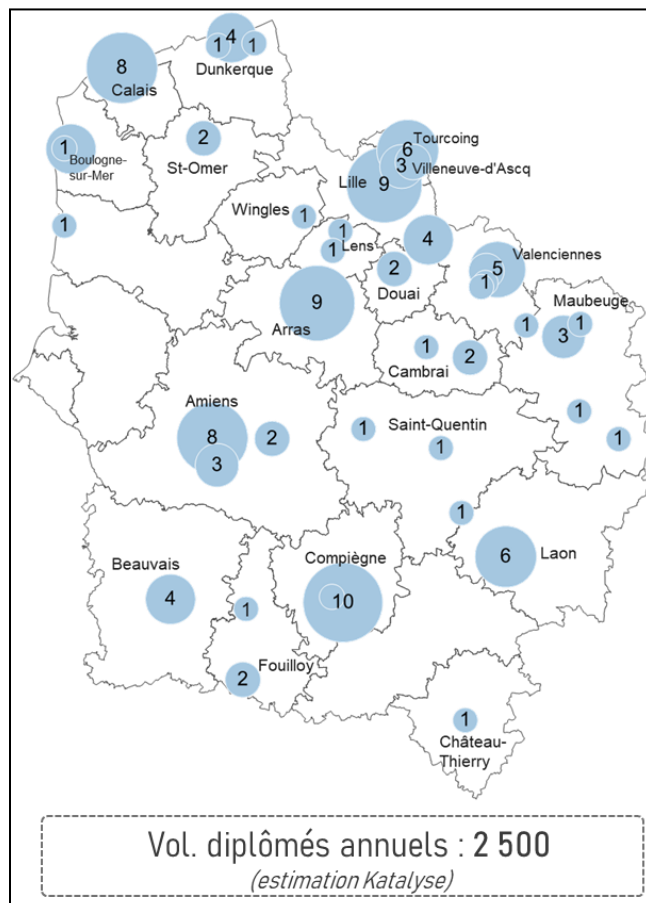 4
1
1
Dunkerque
8
Calais
2
St-Omer
1
Boulogne-
sur-Mer
6
Tourcoing
3
Villeneuve-d'Ascq
Lille
9
Wingles
1
1
1
Lens
1
4
2
Douai
Valenciennes
5
1
9
Arras
Maubeuge
1
1
3
1
Cambrai
2
Amiens
8
2
3
1
Saint-Quentin
1
1
1
1
6
Laon
Beauvais
4
Compiègne
10
1
2
Fouilloy
1
Château-
Thierry
Vol. diplômés annuels : 2 500
(estimation Katalyse)